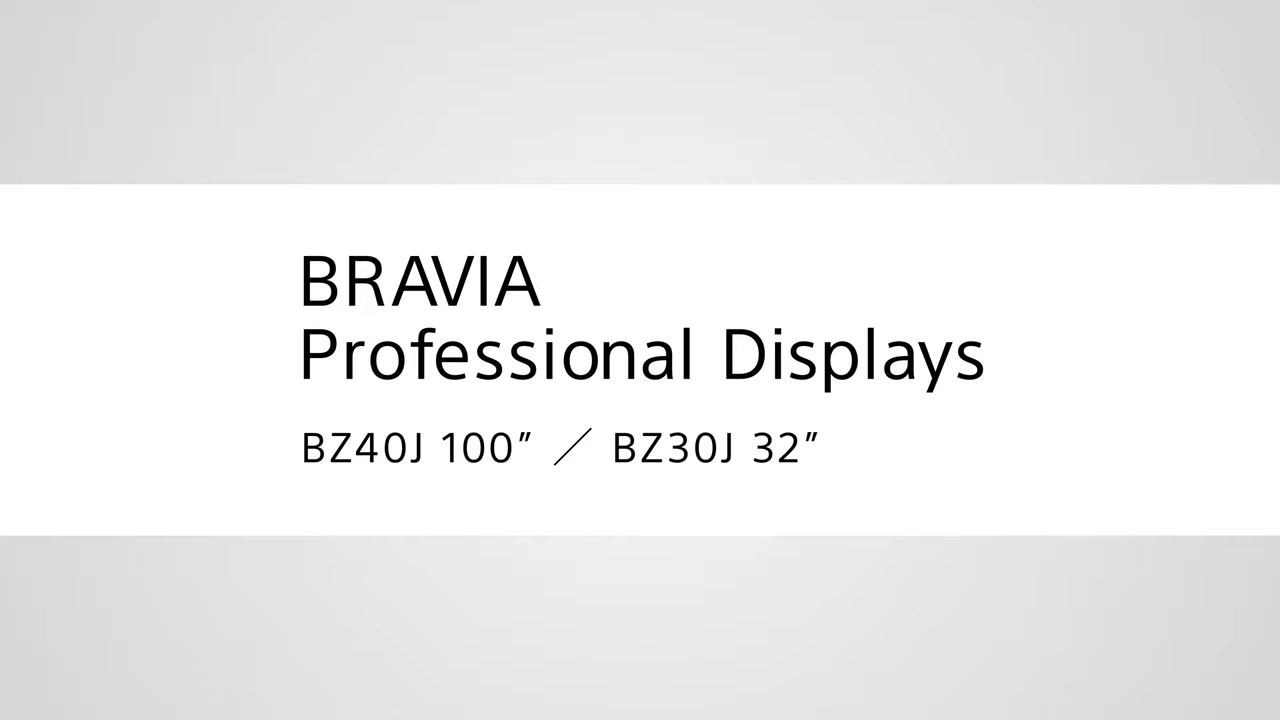 BRAVIA
Professional Displays
BZ40J 100” ／ BZ30J 32”